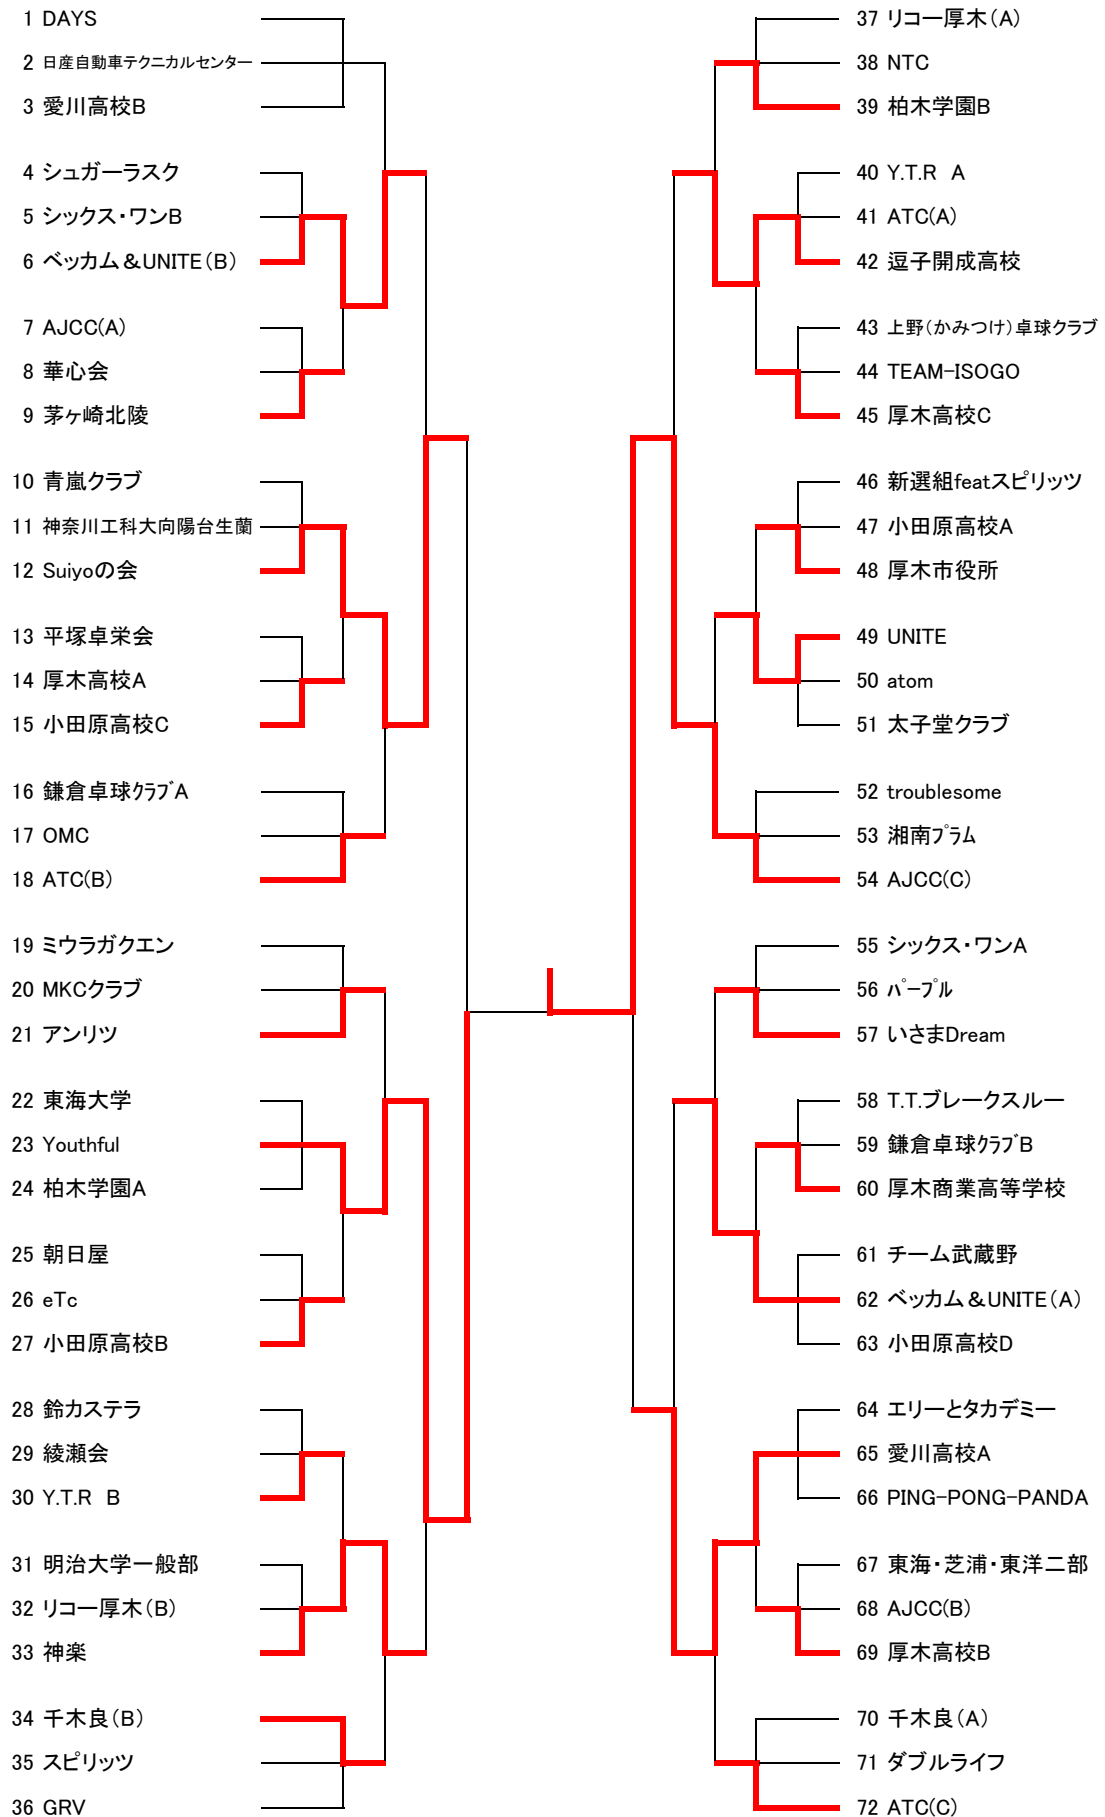 1 DAYS
2 日産自動車テクニカルセンター
3 愛川高校B
4 シュガーラスク
5 シックス・ワンB
6 ベッカム＆UNITE（B）
7 AJCC(A)
8 華心会
9 茅ヶ崎北陵
10 青嵐クラブ
11 神奈川工科大向陽台生蘭
12 Suiyoの会
13 平塚卓栄会
14 厚木高校A
15 小田原高校C
16 鎌倉卓球ｸﾗﾌﾞA
17 OMC
18 ATC(B)
19 ミウラガクエン
20 MKCクラブ
21 アンリツ
22 東海大学
23 Youthful
24 柏木学園A
25 朝日屋
26 eTc
27 小田原高校B
28 鈴カステラ
29 綾瀬会
30 Y.T.R B
31 明治大学一般部
32 リコー厚木（B）
33 神楽
34 千木良（B）
35 スピリッツ
36 GRV
37 リコー厚木（A）
38 NTC
39 柏木学園B
40 Y.T.R A
41 ATC(A)
42 逗子開成高校
43 上野（かみつけ）卓球クラブ
44 TEAM-ISOGO
45 厚木高校C
46 新選組featスピリッツ
47 小田原高校A
48 厚木市役所
49 UNITE
50 atom
51 太子堂クラブ
52 troublesome
53 湘南ﾌﾟﾗﾑ
54 AJCC(C)
55 シックス・ワンA
56 ﾊﾟｰﾌﾟﾙ
57 いさまDream
58 T.T.ブレークスルー
59 鎌倉卓球ｸﾗﾌﾞB
60 厚木商業高等学校
61 チーム武蔵野
62 ベッカム＆UNITE（A）
63 小田原高校D
64 エリーとタカデミー
65 愛川高校A
66 PING-PONG-PANDA
67 東海・芝浦・東洋二部
68 AJCC(B)
69 厚木高校B
70 千木良（A）
71 ダブルライフ
72 ATC(C)